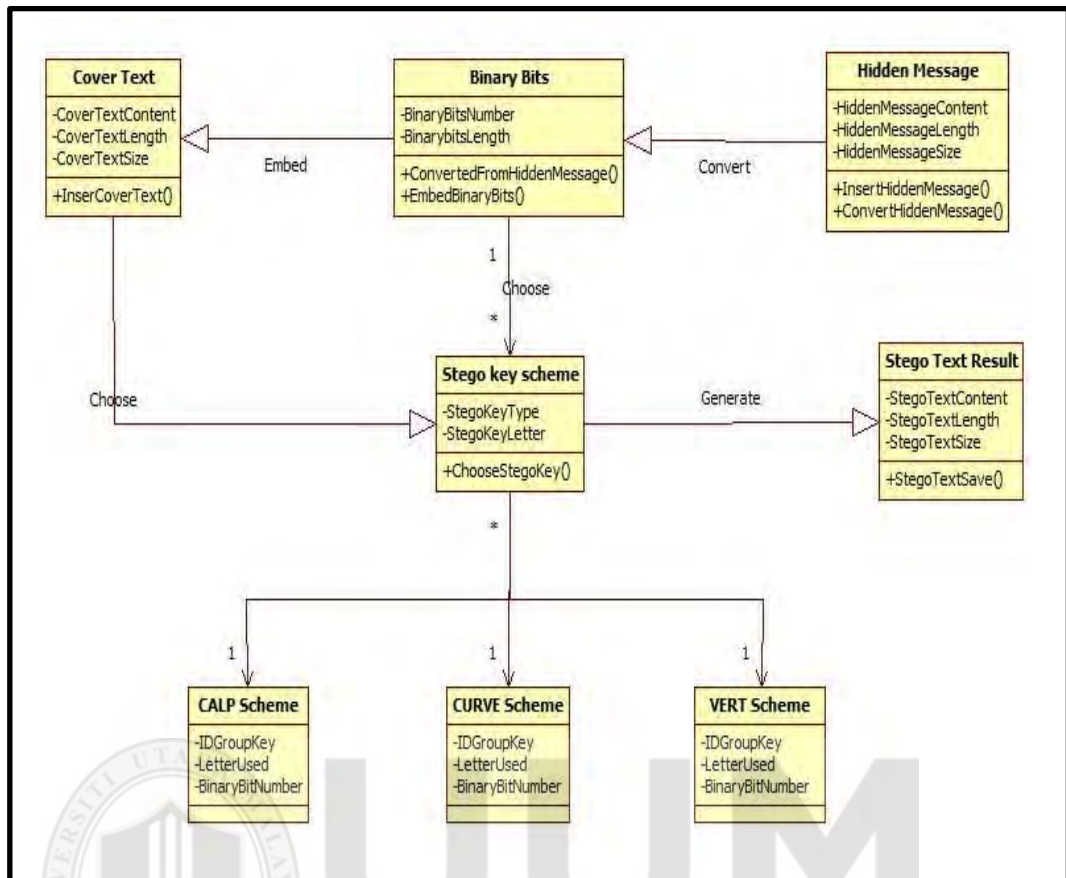 Cover Text
-CoverTextContent
-CoverTextLength
-CoverTextSize
+InserCoverText()
Embed
Binary Bits
-BinaryBitsNumber
-BinarybitsLength
+ConvertedFromHiddenMessage()
+EmbedBinaryBits()
Convert
Hidden Message
-HiddenMessageContent
-HiddenMessageLength
-HiddenMessageSize
+InsertHiddenMessage()
+ConvertHiddenMessage()
1
Choose
*
Choose
Stego key scheme
-StegoKeyType
-StegoKeyLetter
+ChooseStegoKey()
Generate
Stego Text Result
-StegoTextContent
-StegoTextLength
-StegoTextSize
+StegoTextSave()
*
1
1
1
CALP Scheme
-IDGroupKey
-LetterUsed
-BinaryBitNumber
CURVE Scheme
-IDGroupKey
-LetterUsed
-BinaryBitNumber
VERT Scheme
-IDGroupKey
-LetterUsed
-BinaryBitNumber
UUM